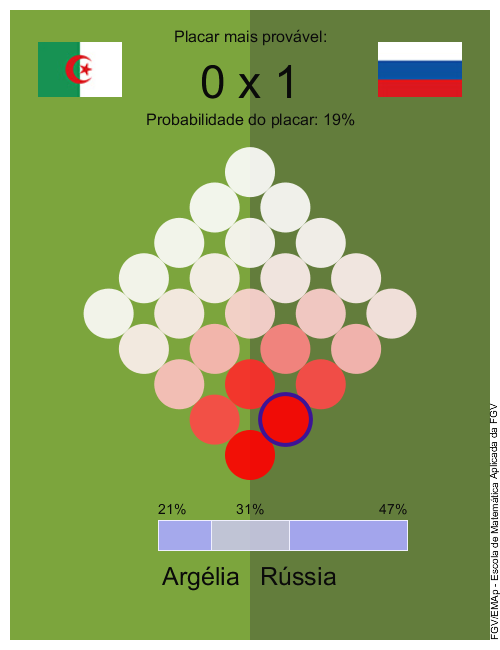 Placar mais provável:
0 x 1
Probabilidade do placar: 19%
21% 31% 47%
Argélia Rússia
FGV/EMAp - Escola de Matemática Aplicada da FGV